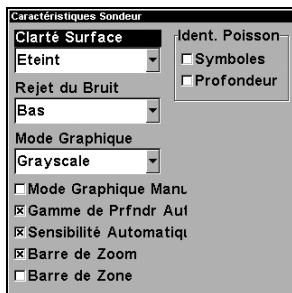 Caractéristiques Sondeur
Clarté Surface
Eteint
Rejet du Bruit
Bas
Mode Graphique
Grayscale
Mode Graphique Manu
Gamme de Prfndr Aut
Sensibilité Automatiqu
Barre de Zoom
Barre de Zone
Ident. Poisson
Symboles
Profondeur